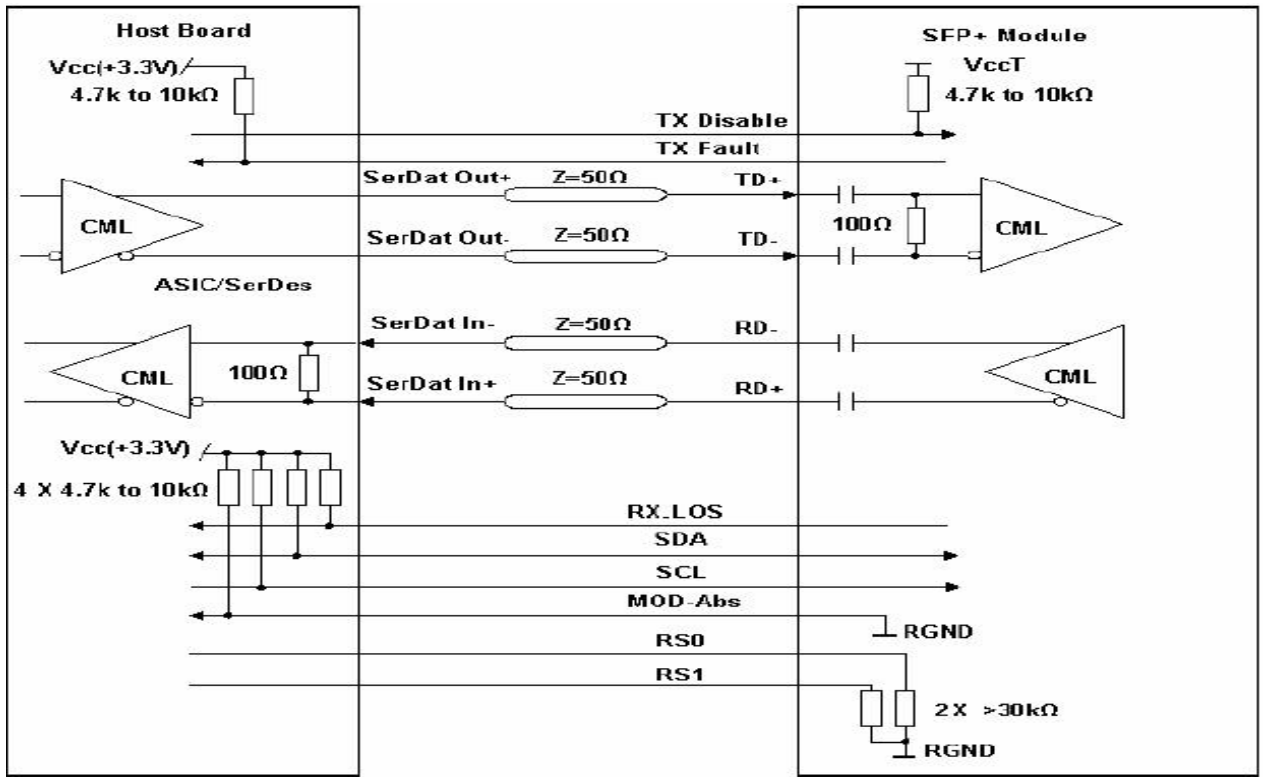 Host Board
SFP+ Module
Vcc(+3.3V)
4.7k to 10kΩ
VccT
4.7k to 10kΩ
TX Disable
TX Fault
SerDat Out+
Z=50Ω
TD+
CML
100Ω
CML
SerDat Out-
Z=50Ω
TD-
ASIC/SerDes
SerDat In-
Z=50Ω
RD-
CML
100Ω
SerDat In+
Z=50Ω
RD+
CML
Vcc(+3.3V)
4 X 4.7k to 10kΩ
RX_LOS
SDA
SCL
MOD-Abs
RGND
RS0
RS1
2X >30kΩ
RGND